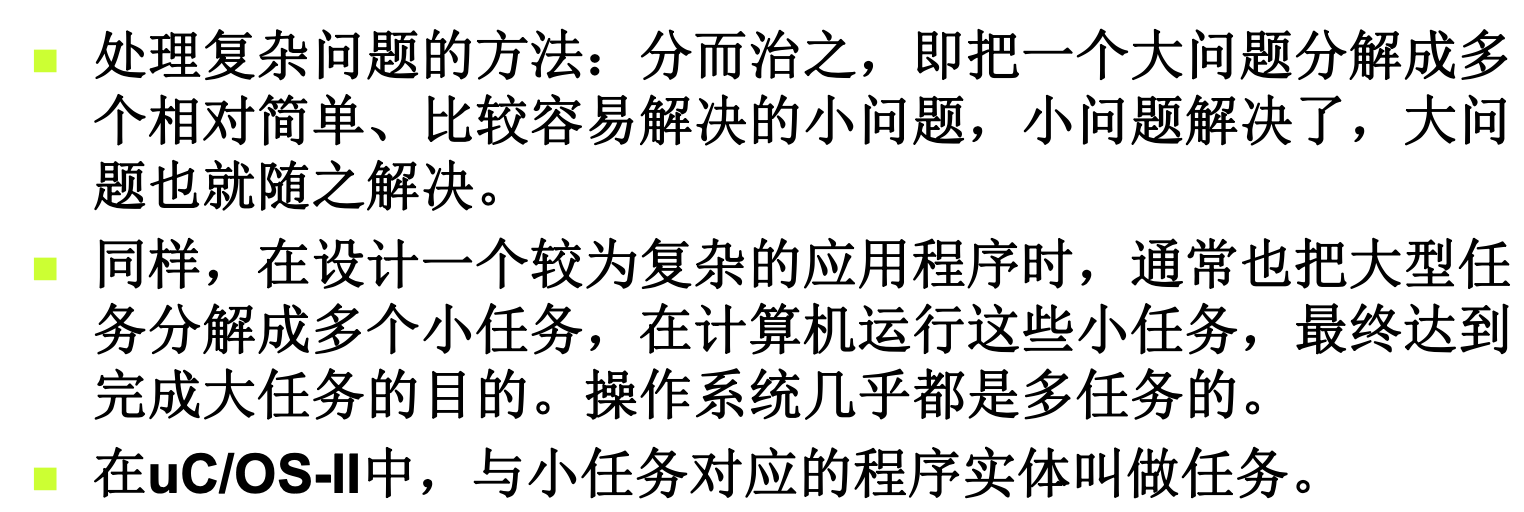 处理复杂问题的方法：分而治之，即把一个大问题分解成多
个相对简单、比较容易解决的小问题，小问题解决了，大问
题也就随之解决。
同样，在设计一个较为复杂的应用程序时，通常也把大型任
务分解成多个小任务，在计算机运行这些小任务，最终达到
完成大任务的目的。操作系统几乎都是多任务的。
在uC/OS-II中，与小任务对应的程序实体叫做任务。